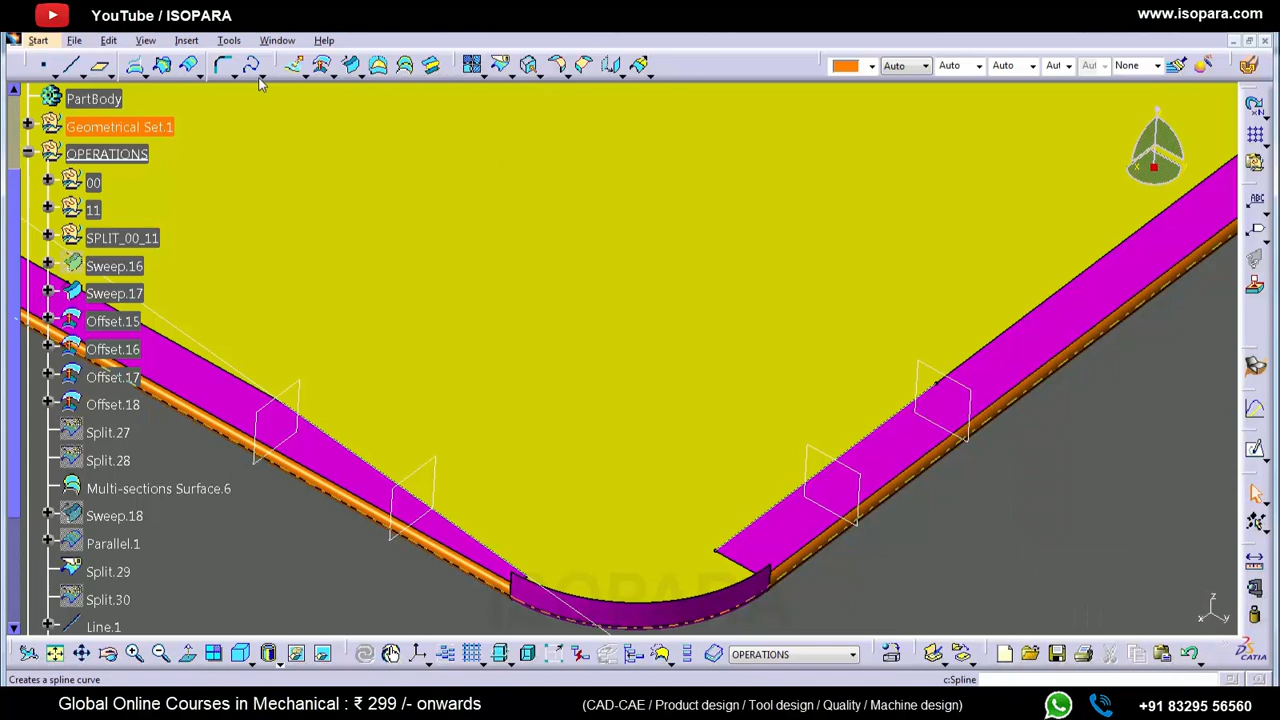 YouTube / ISOPARA
www.isopara.com
Start File Edit View Insert Tools Window Help
Auto Auto Auto Aut Aut None
PartBody
Geometrical Set.1
OPERATIONS
00
11
SPLIT_00_11
Sweep.16
Sweep.17
Offset.15
Offset.16
Offset.17
Offset.18
Split.27
Split.28
Multi-sections Surface.6
Sweep.18
Parallel.1
Split.29
Split.30
Line.1
ISOPARA
z
x y
OPERATIONS
CATIA
Creates a spline curve
c:Spline
Global Online Courses in Mechanical : ₹ 299 /- onwards
(CAD-CAE / Product design / Tool design / Quality / Machine design)
+91 83295 56560